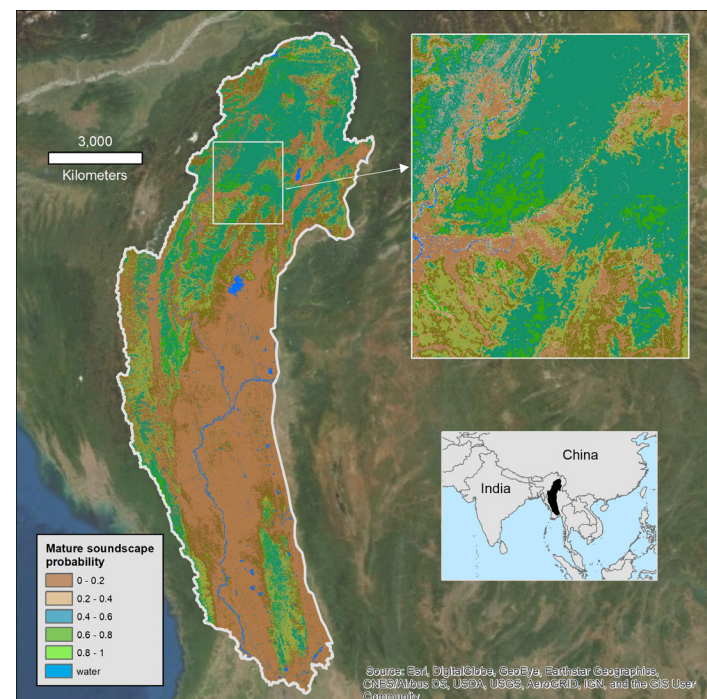 3,000
Kilometers
China
India
Mature soundscape
probability
0 - 0.2
0.2 - 0.4
0.4 - 0.6
0.6 - 0.8
0.8 - 1
water
Source: Esri, DigitalGlobe, GeoEye, Earthstar Geographics,
CNES/Airbus DS, USDA, USGS, AeroGRID, IGN, and the GIS User
Community